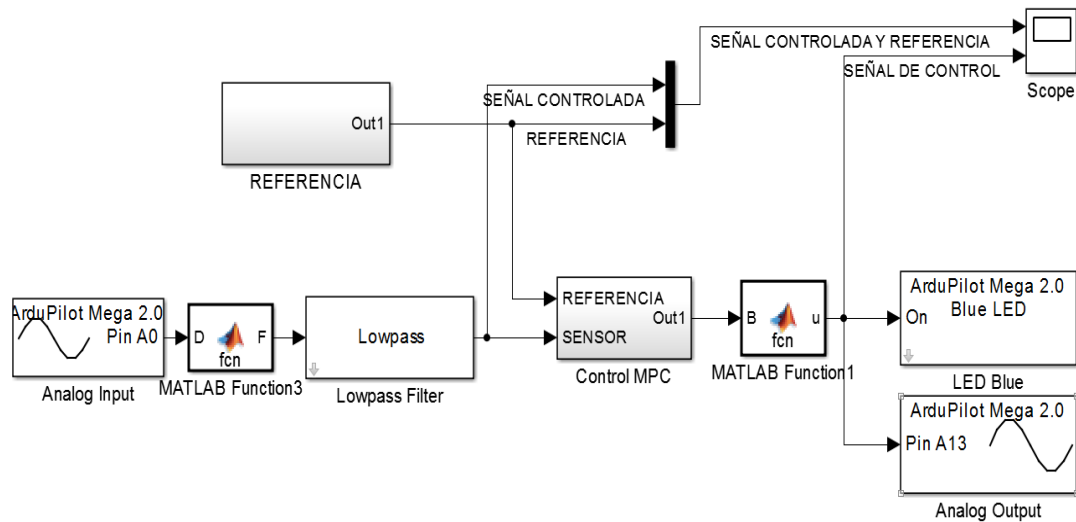 SEÑAL CONTROLADA Y REFERENCIA
SEÑAL DE CONTROL
Scope
SEÑAL CONTROLADA
Out1
REFERENCIA
REFERENCIA
ArduPilot Mega 2.0
Pin A0
Analog Input
D
F
fcn
MATLAB Function3
Lowpass
Lowpass Filter
REFERENCIA
SENSOR
Out1
Control MPC
B
u
fcn
MATLAB Function1
ArduPilot Mega 2.0
Blue LED
On
LED Blue
ArduPilot Mega 2.0
Pin A13
Analog Output